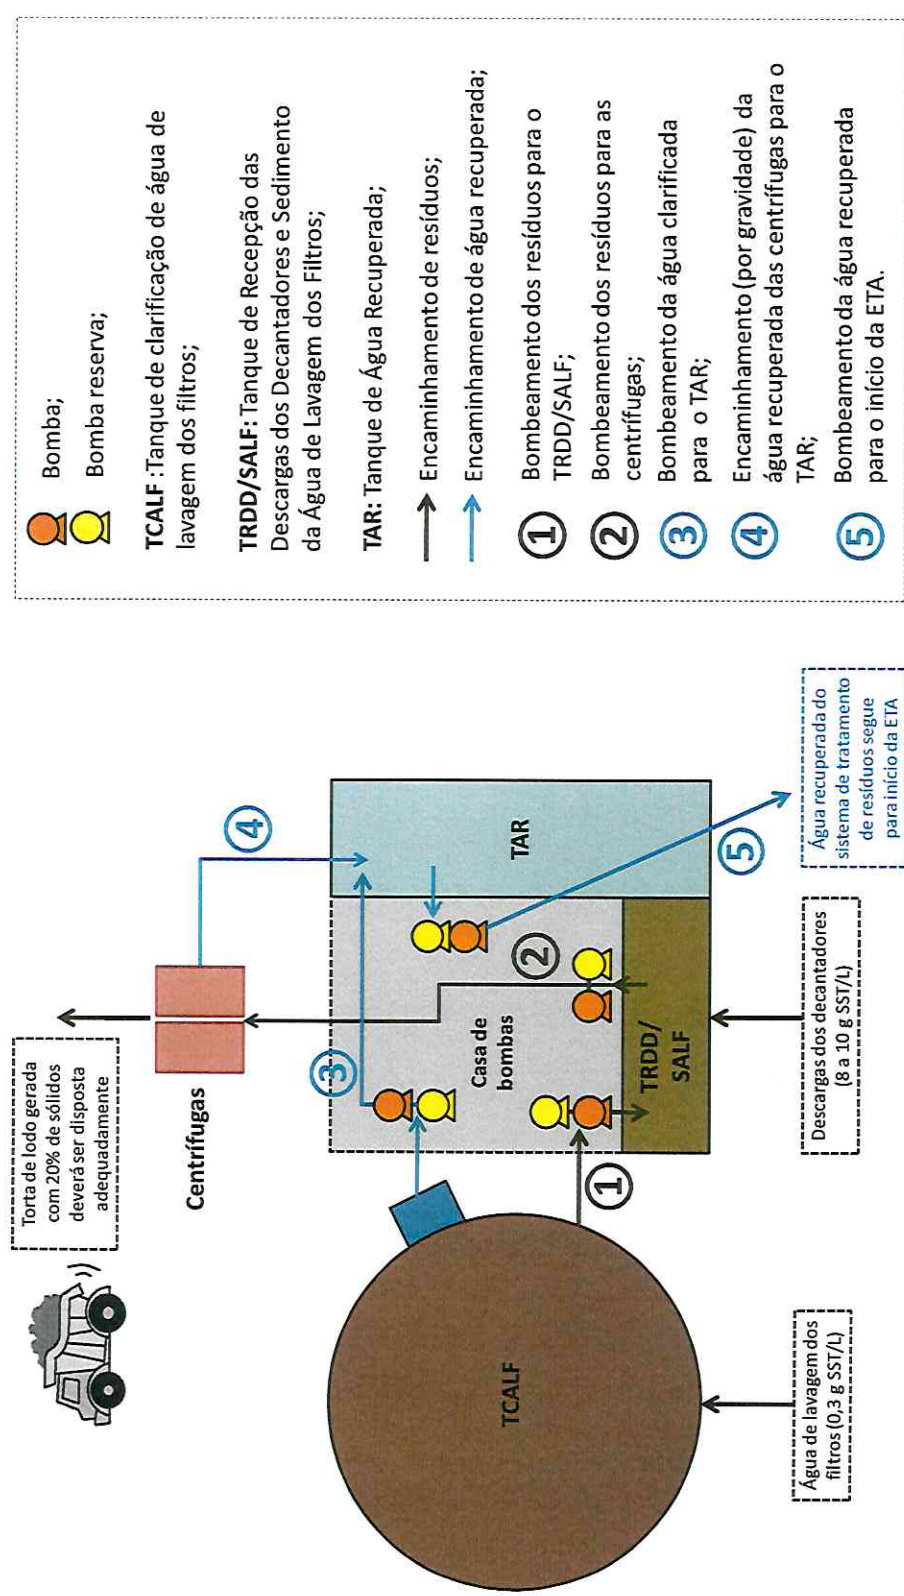 Torta de lodo gerada
com 20% de sólidos
deverá ser disposta
adequadamente
Centrífugas
4
3
Casa de
bombas
2
TAR
TRDD/
SALF
1
5
TCALF
Água de lavagem dos
filtros (0,3 g SST/L)
Descargas dos decantadores
(8 a 10 g SST/L)
Água recuperada do
sistema de tratamento
de resíduos segue
para início da ETA
Bomba;
Bomba reserva;
TCALF :Tanque de clarificação de água de
lavagem dos filtros;
TRDD/SALF: Tanque de Recepção das
Descargas dos Decantadores e Sedimento
da Água de Lavagem dos Filtros;
TAR: Tanque de Água Recuperada;
Encaminhamento de resíduos;
Encaminhamento de água recuperada;
1 Bombeamento dos resíduos para o
TRDD/SALF;
2 Bombeamento dos resíduos para as
centrífugas;
3 Bombeamento da água clarificada
para o TAR;
4 Encaminhamento (por gravidade) da
água recuperada das centrífugas para o
TAR;
5 Bombeamento da água recuperada
para o início da ETA.